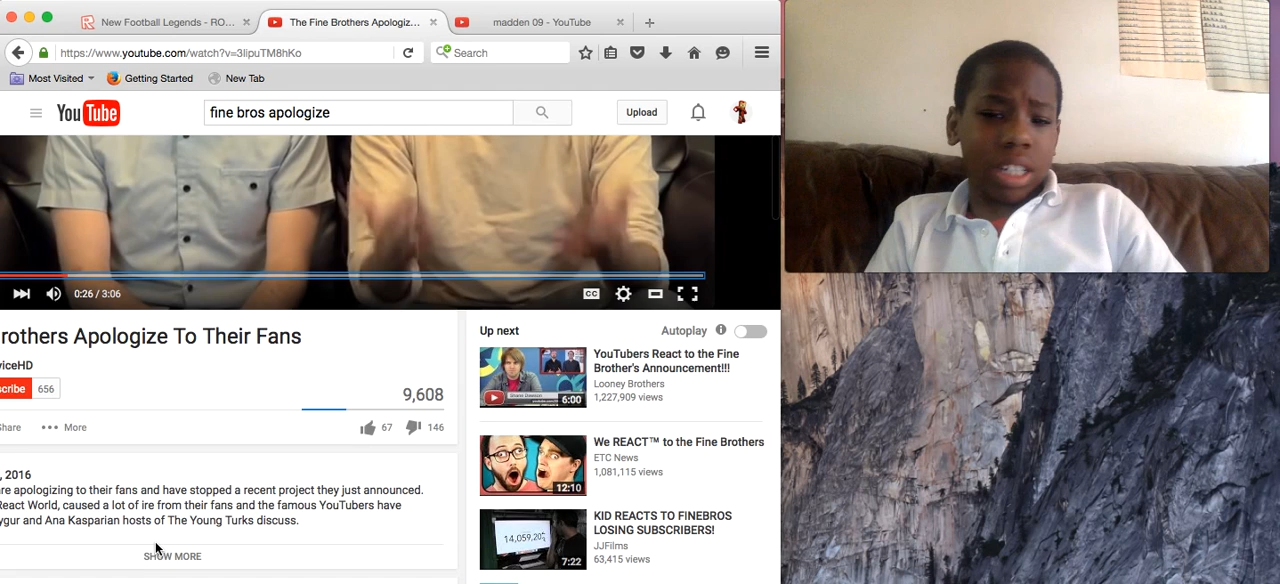 New Football Legends - RO...
The Fine Brothers Apologiz...
madden 09 - YouTube
https://www.youtube.com/watch?v=3lipuTM8hKo
Search
Most Visited
Getting Started
New Tab
YouTube
fine bros apologize
Upload
0:26 / 3:06
CC
rothers Apologize To Their Fans
viceHD
scribe 656
9,608
Share
More
67
146
, 2016
re apologizing to their fans and have stopped a recent project they just announced.
React World, caused a lot of ire from their fans and the famous YouTubers have
ygur and Ana Kasparian hosts of The Young Turks discuss.
SHOW MORE
Up next
Autoplay
6:00
YouTubers React to the Fine
Brother's Announcement!!!
Looney Brothers
1,227,909 views
12:10
We REACT™ to the Fine Brothers
ETC News
1,081,115 views
14,059,20
7:22
KID REACTS TO FINEBROS
LOSING SUBSCRIBERS!
JJFilms
63,415 views